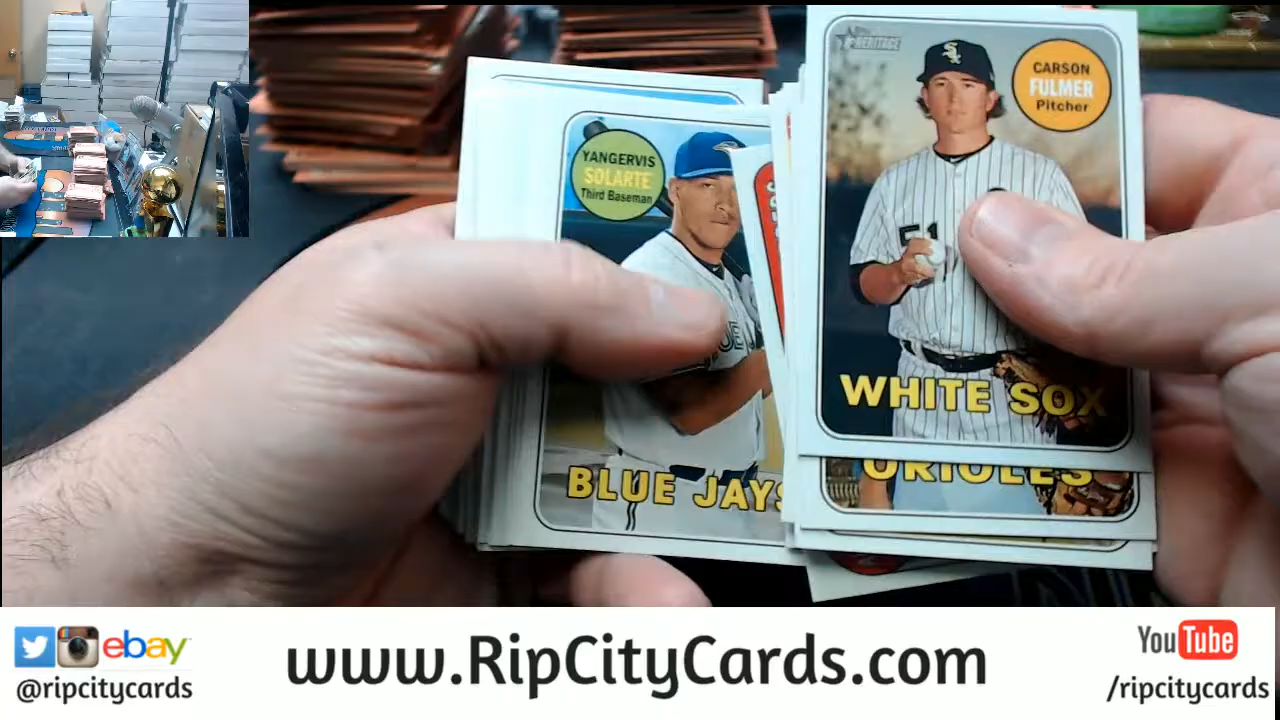 HERITAGE
CARSON
FULMER
Pitcher
51
WHITE SOX
ORIOLES
YANGERVIS
SOLARTE
Third Baseman
BLUE JAYS
ebay
@ripcitycards
www.RipCityCards.com
YouTube
/ripcitycards